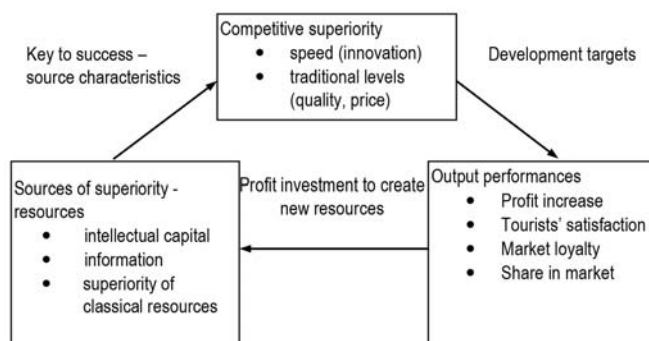 Competitive superiority
• speed (innovation)
• traditional levels
(quality, price)
Key to success –
source characteristics
Development targets
Sources of superiority -
resources
• intellectual capital
• information
• superiority of
classical resources
Profit investment to create
new resources
Output performances
• Profit increase
• Tourists' satisfaction
• Market loyalty
• Share in market